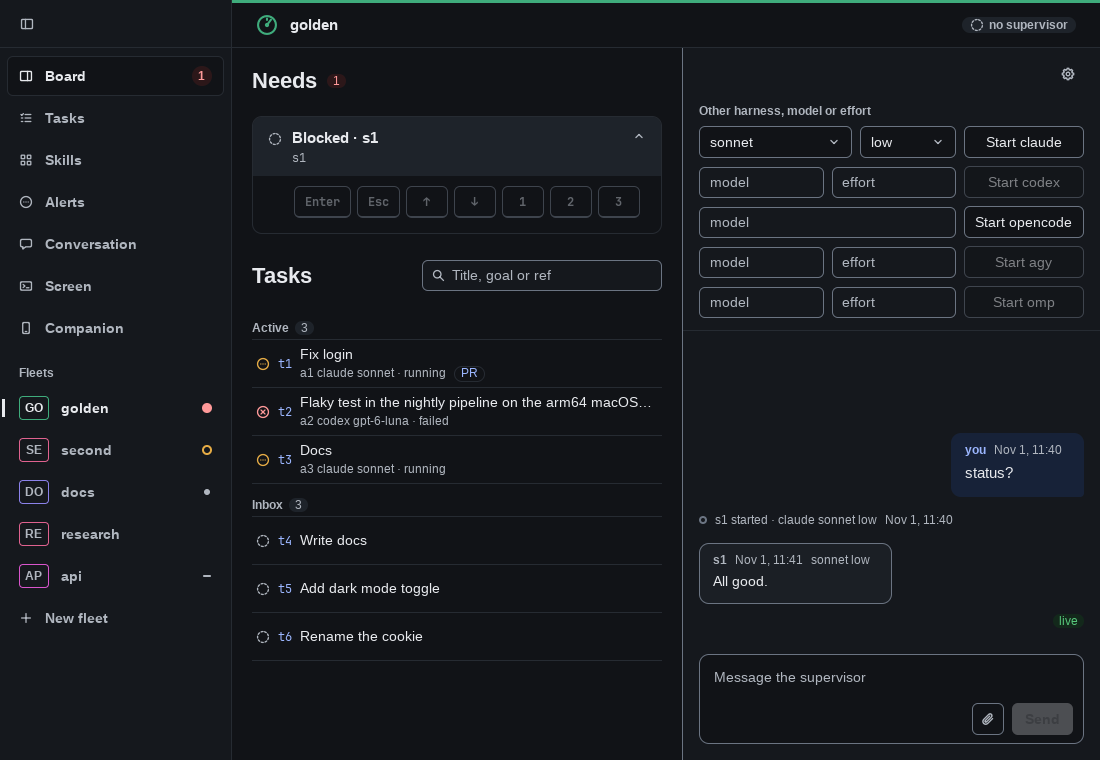 golden
no supervisor
Board
1
Tasks
Skills
Alerts
Conversation
Screen
Companion
Fleets
GO golden
SE second
DO docs
RE research
AP api
New fleet
Needs 1
Blocked · s1
s1
Enter Esc ↑ ↓ 1 2 3
Tasks
Title, goal or ref
Active 3
t1 Fix login
a1 claude sonnet · running PR
t2 Flaky test in the nightly pipeline on the arm64 macOS…
a2 codex gpt-6-luna · failed
t3 Docs
a3 claude sonnet · running
Inbox 3
t4 Write docs
t5 Add dark mode toggle
t6 Rename the cookie
Other harness, model or effort
sonnet low Start claude
model effort Start codex
model Start opencode
model effort Start agy
model effort Start omp
you Nov 1, 11:40
status?
s1 started · claude sonnet low Nov 1, 11:40
s1 Nov 1, 11:41 sonnet low
All good.
live
Message the supervisor
Send